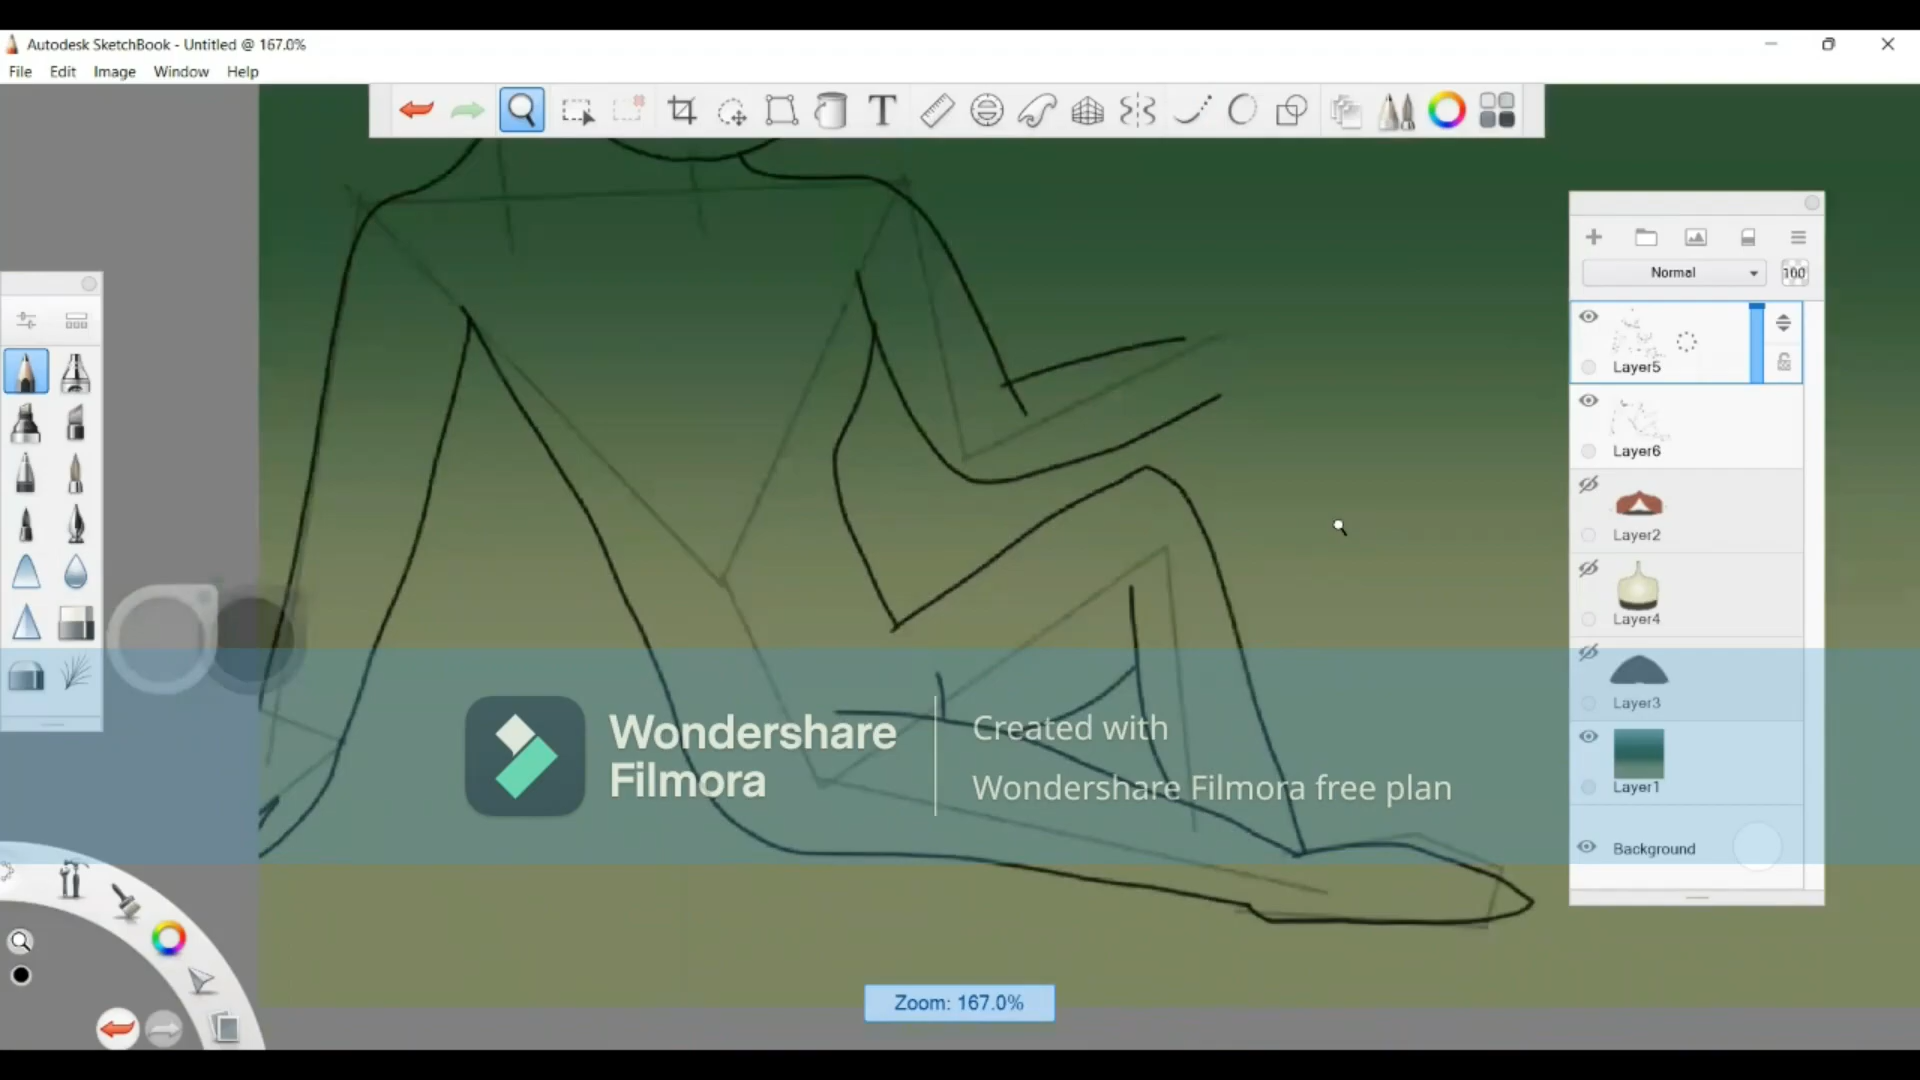 Autodesk SketchBook - Untitled @ 167.0%
File Edit Image Window Help
T
Normal 100
Layer5
Layer6
Layer2
Layer4
Layer3
Layer1
Background
Wondershare
Filmora
Created with
Wondershare Filmora free plan
Zoom: 167.0%